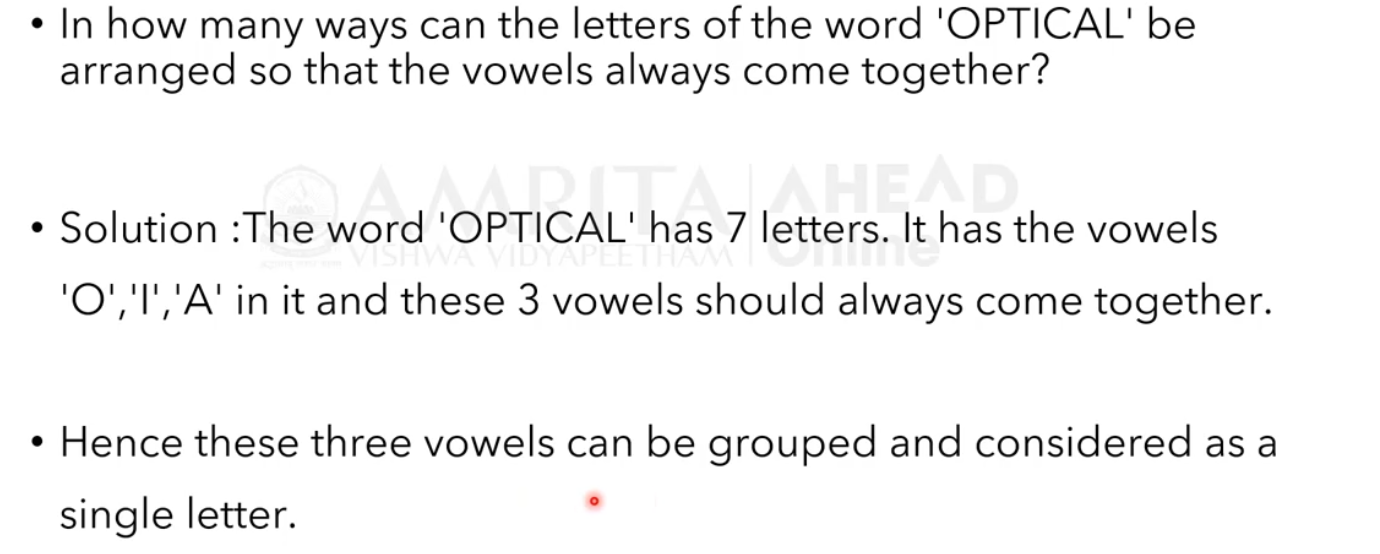 • In how many ways can the letters of the word 'OPTICAL' be
arranged so that the vowels always come together?
AMRITA AHEAD
VISHWA VIDYAPEETHAM Online
• Solution :The word 'OPTICAL' has 7 letters. It has the vowels
'O','I','A' in it and these 3 vowels should always come together.
• Hence these three vowels can be grouped and considered as a
single letter.